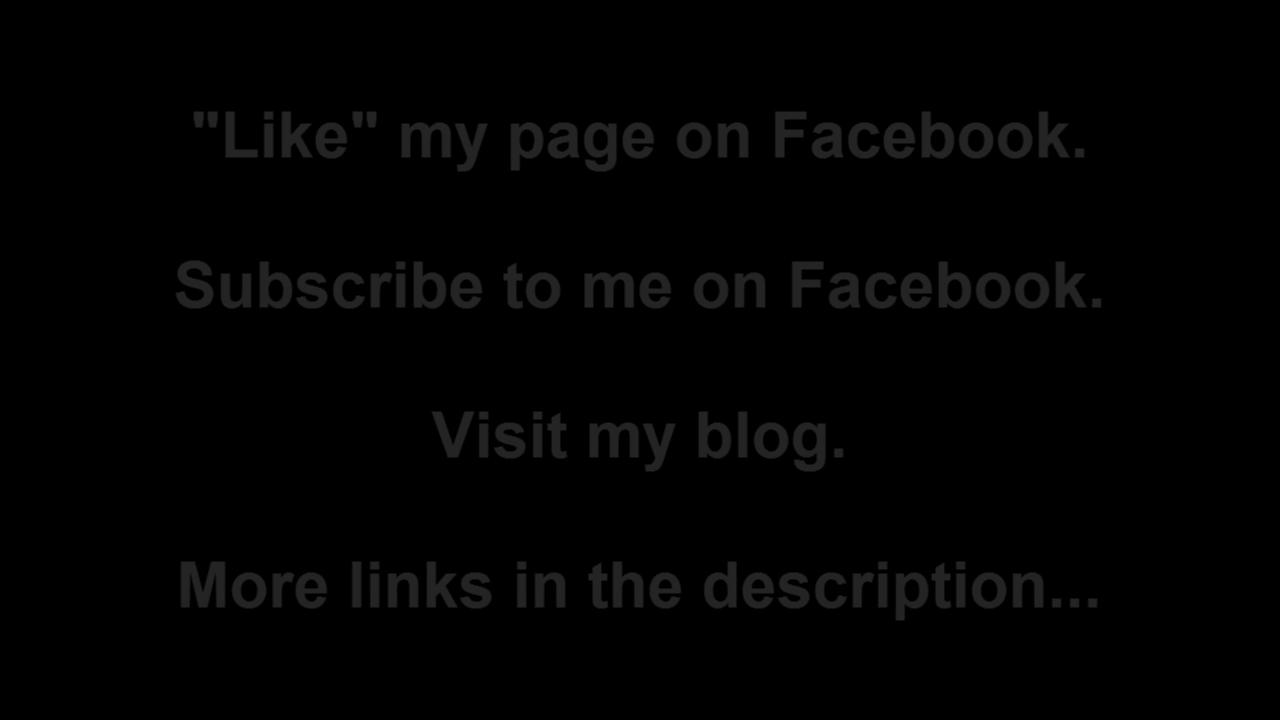 "Like" my page on Facebook.
Subscribe to me on Facebook.
Visit my blog.
More links in the description...